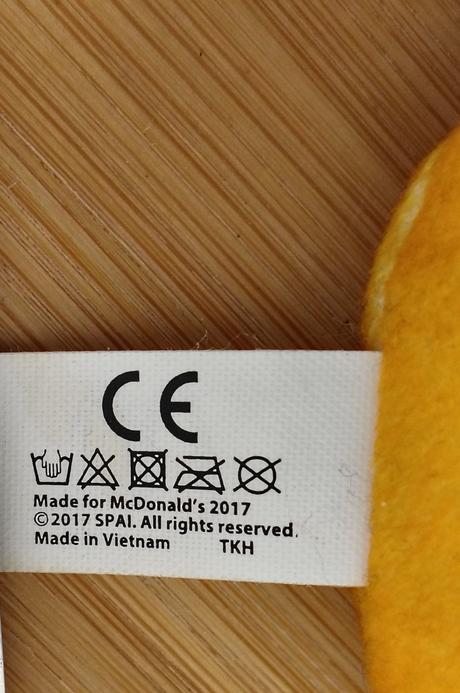 CE
Made for McDonald's 2017
©2017 SPAI. All rights reserved.
Made in Vietnam TKH